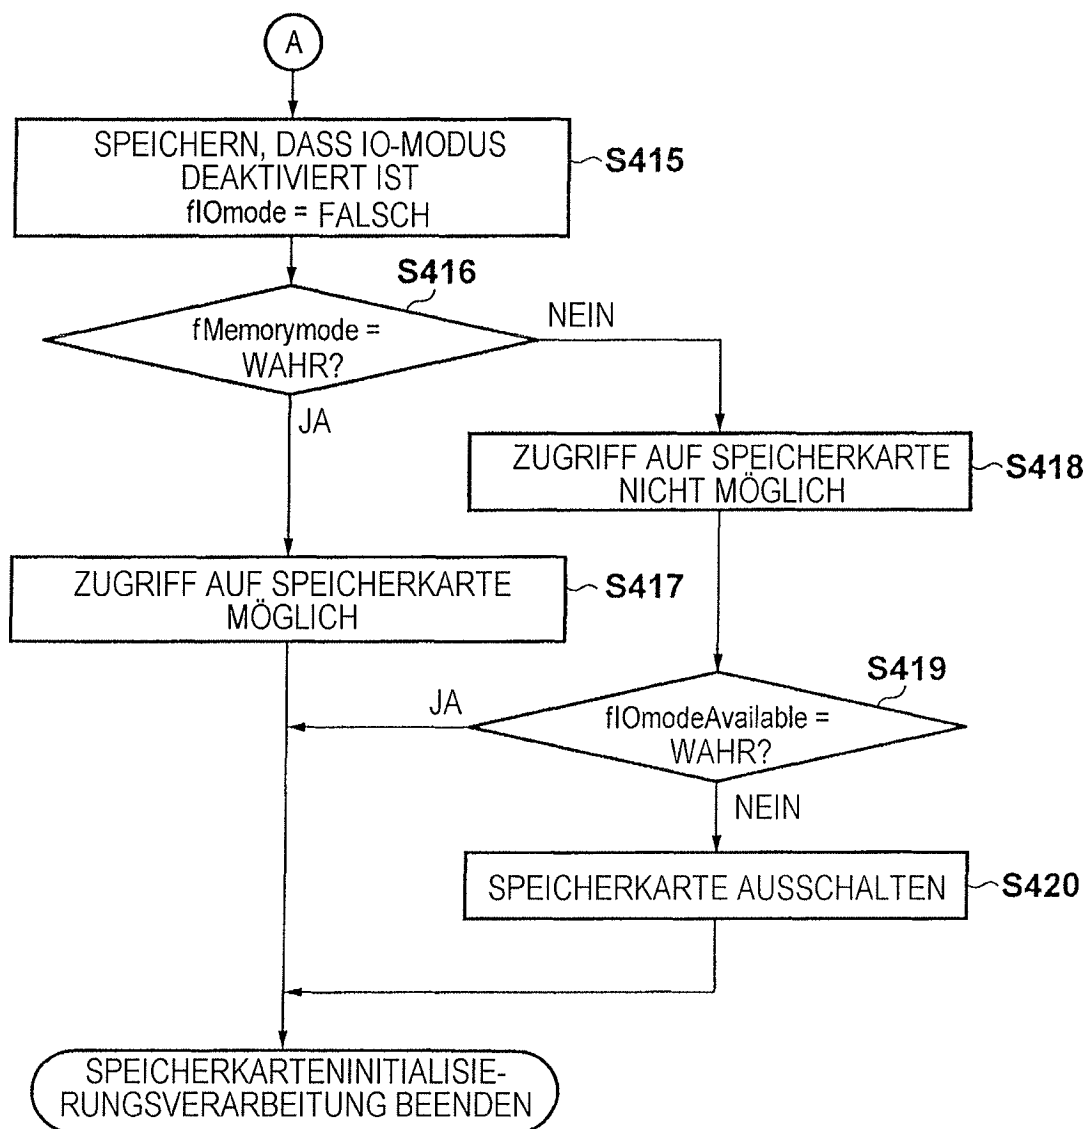 A
SPEICHERN, DASS IO-MODUS
DEAKTIVIERT IST
fIOmode = FALSCH
S415
S416
fMemorymode =
WAHR?
NEIN
JA
ZUGRIFF AUF SPEICHERKARTE
NICHT MÖGLICH
S418
ZUGRIFF AUF SPEICHERKARTE
MÖGLICH
S417
S419
JA
fIOmodeAvailable =
WAHR?
NEIN
SPEICHERKARTE AUSSCHALTEN
S420
SPEICHERKARTENINITIALISIE-
RUNGSVERARBEITUNG BEENDEN